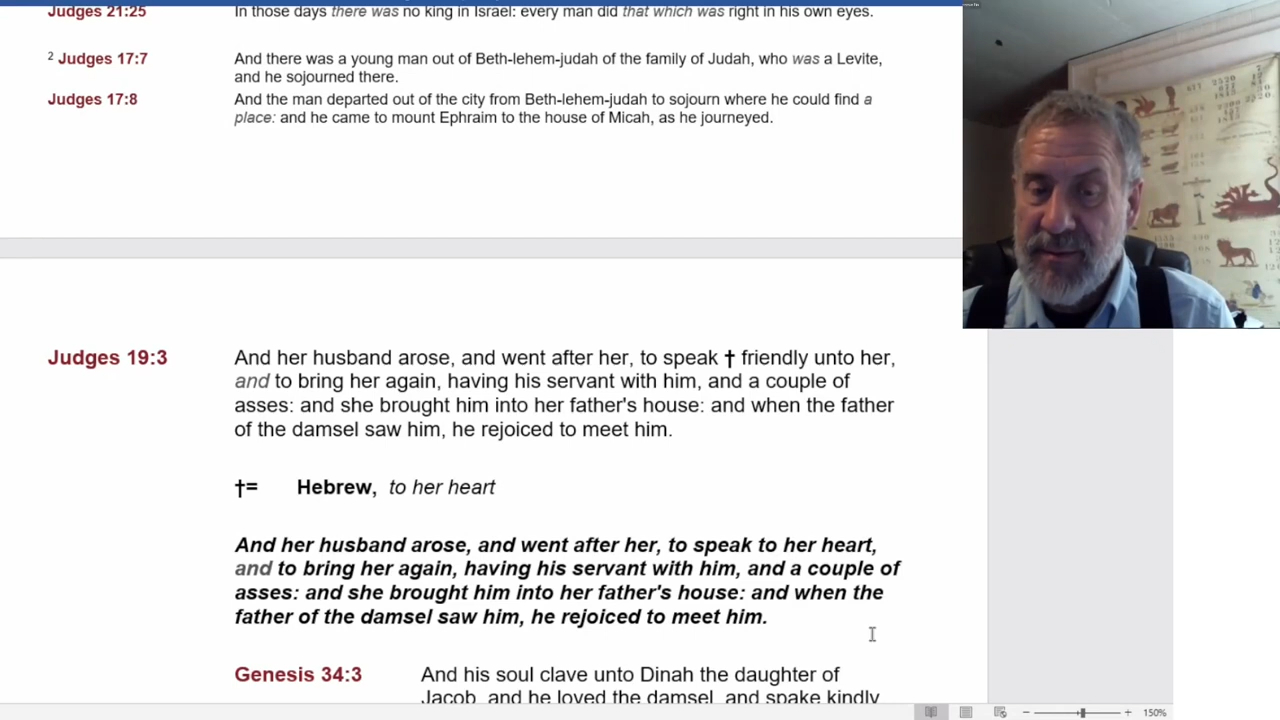 Judges 21:25 In those days there was no king in Israel: every man did that which was right in his own eyes.
2 Judges 17:7 And there was a young man out of Beth-lehem-judah of the family of Judah, who was a Levite,
and he sojourned there.
Judges 17:8 And the man departed out of the city from Beth-lehem-judah to sojourn where he could find a
place: and he came to mount Ephraim to the house of Micah, as he journeyed.
Judges 19:3 And her husband arose, and went after her, to speak † friendly unto her,
and to bring her again, having his servant with him, and a couple of
asses: and she brought him into her father's house: and when the father
of the damsel saw him, he rejoiced to meet him.
†= Hebrew, to her heart
And her husband arose, and went after her, to speak to her heart,
and to bring her again, having his servant with him, and a couple of
asses: and she brought him into her father's house: and when the
father of the damsel saw him, he rejoiced to meet him.
Genesis 34:3 And his soul clave unto Dinah the daughter of
Jacob, and he loved the damsel, and spake kindly
150%